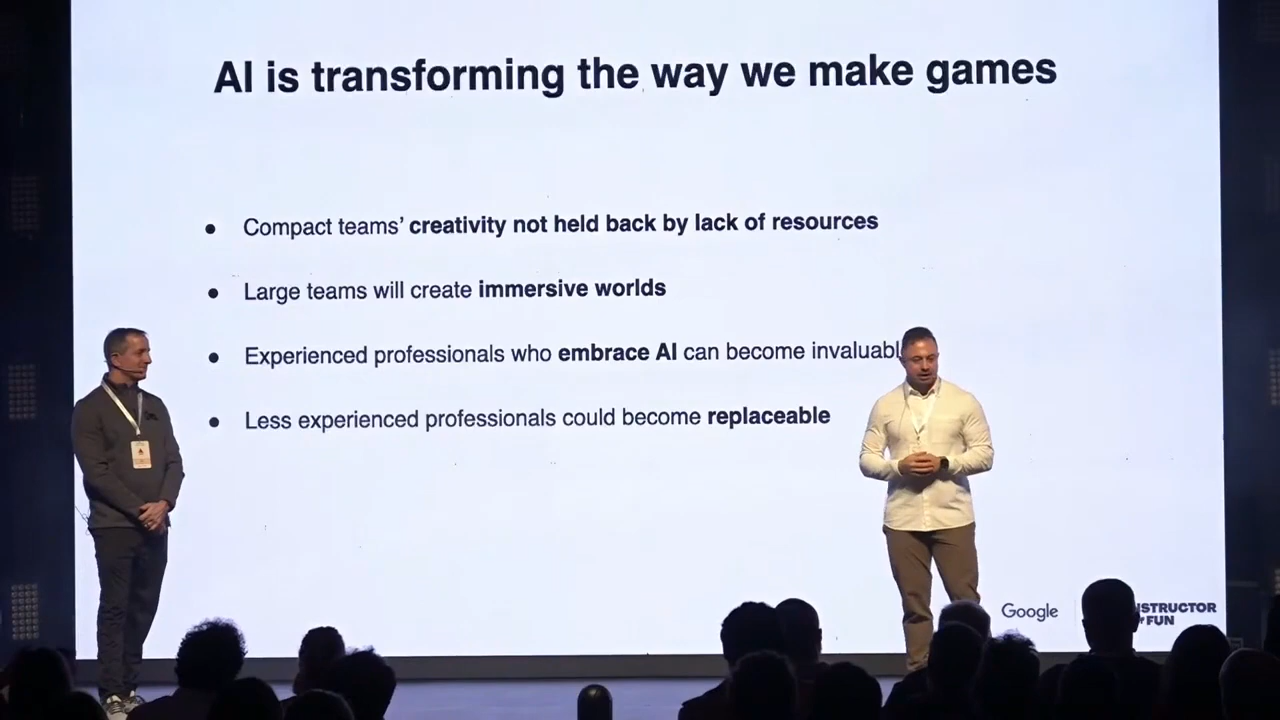 AI is transforming the way we make games
• Compact teams’ creativity not held back by lack of resources
• Large teams will create immersive worlds
• Experienced professionals who embrace AI can become
• Less experienced professionals could become replaceable
Google
FUN